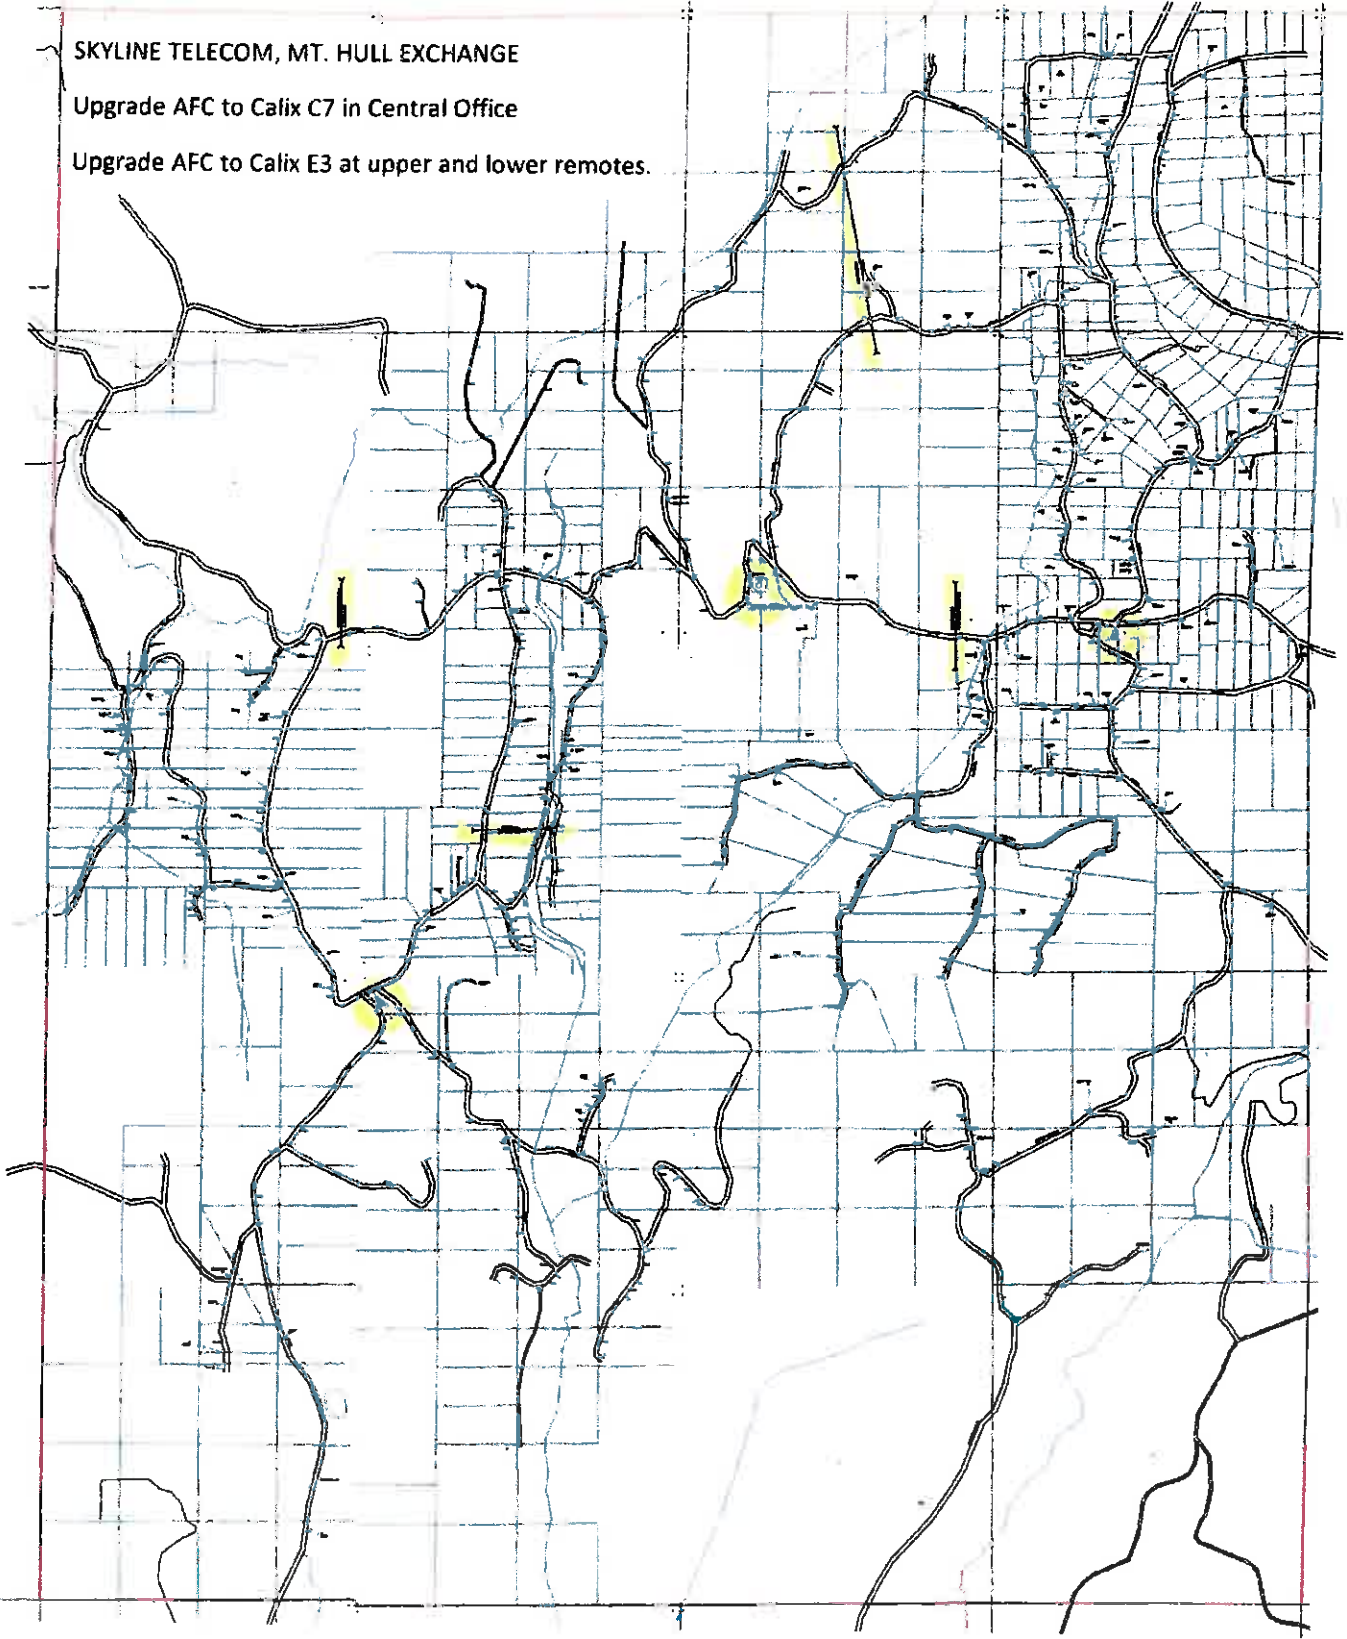 SKYLINE TELECOM, MT. HULL EXCHANGE
Upgrade AFC to Calix C7 in Central Office
Upgrade AFC to Calix E3 at upper and lower remotes.